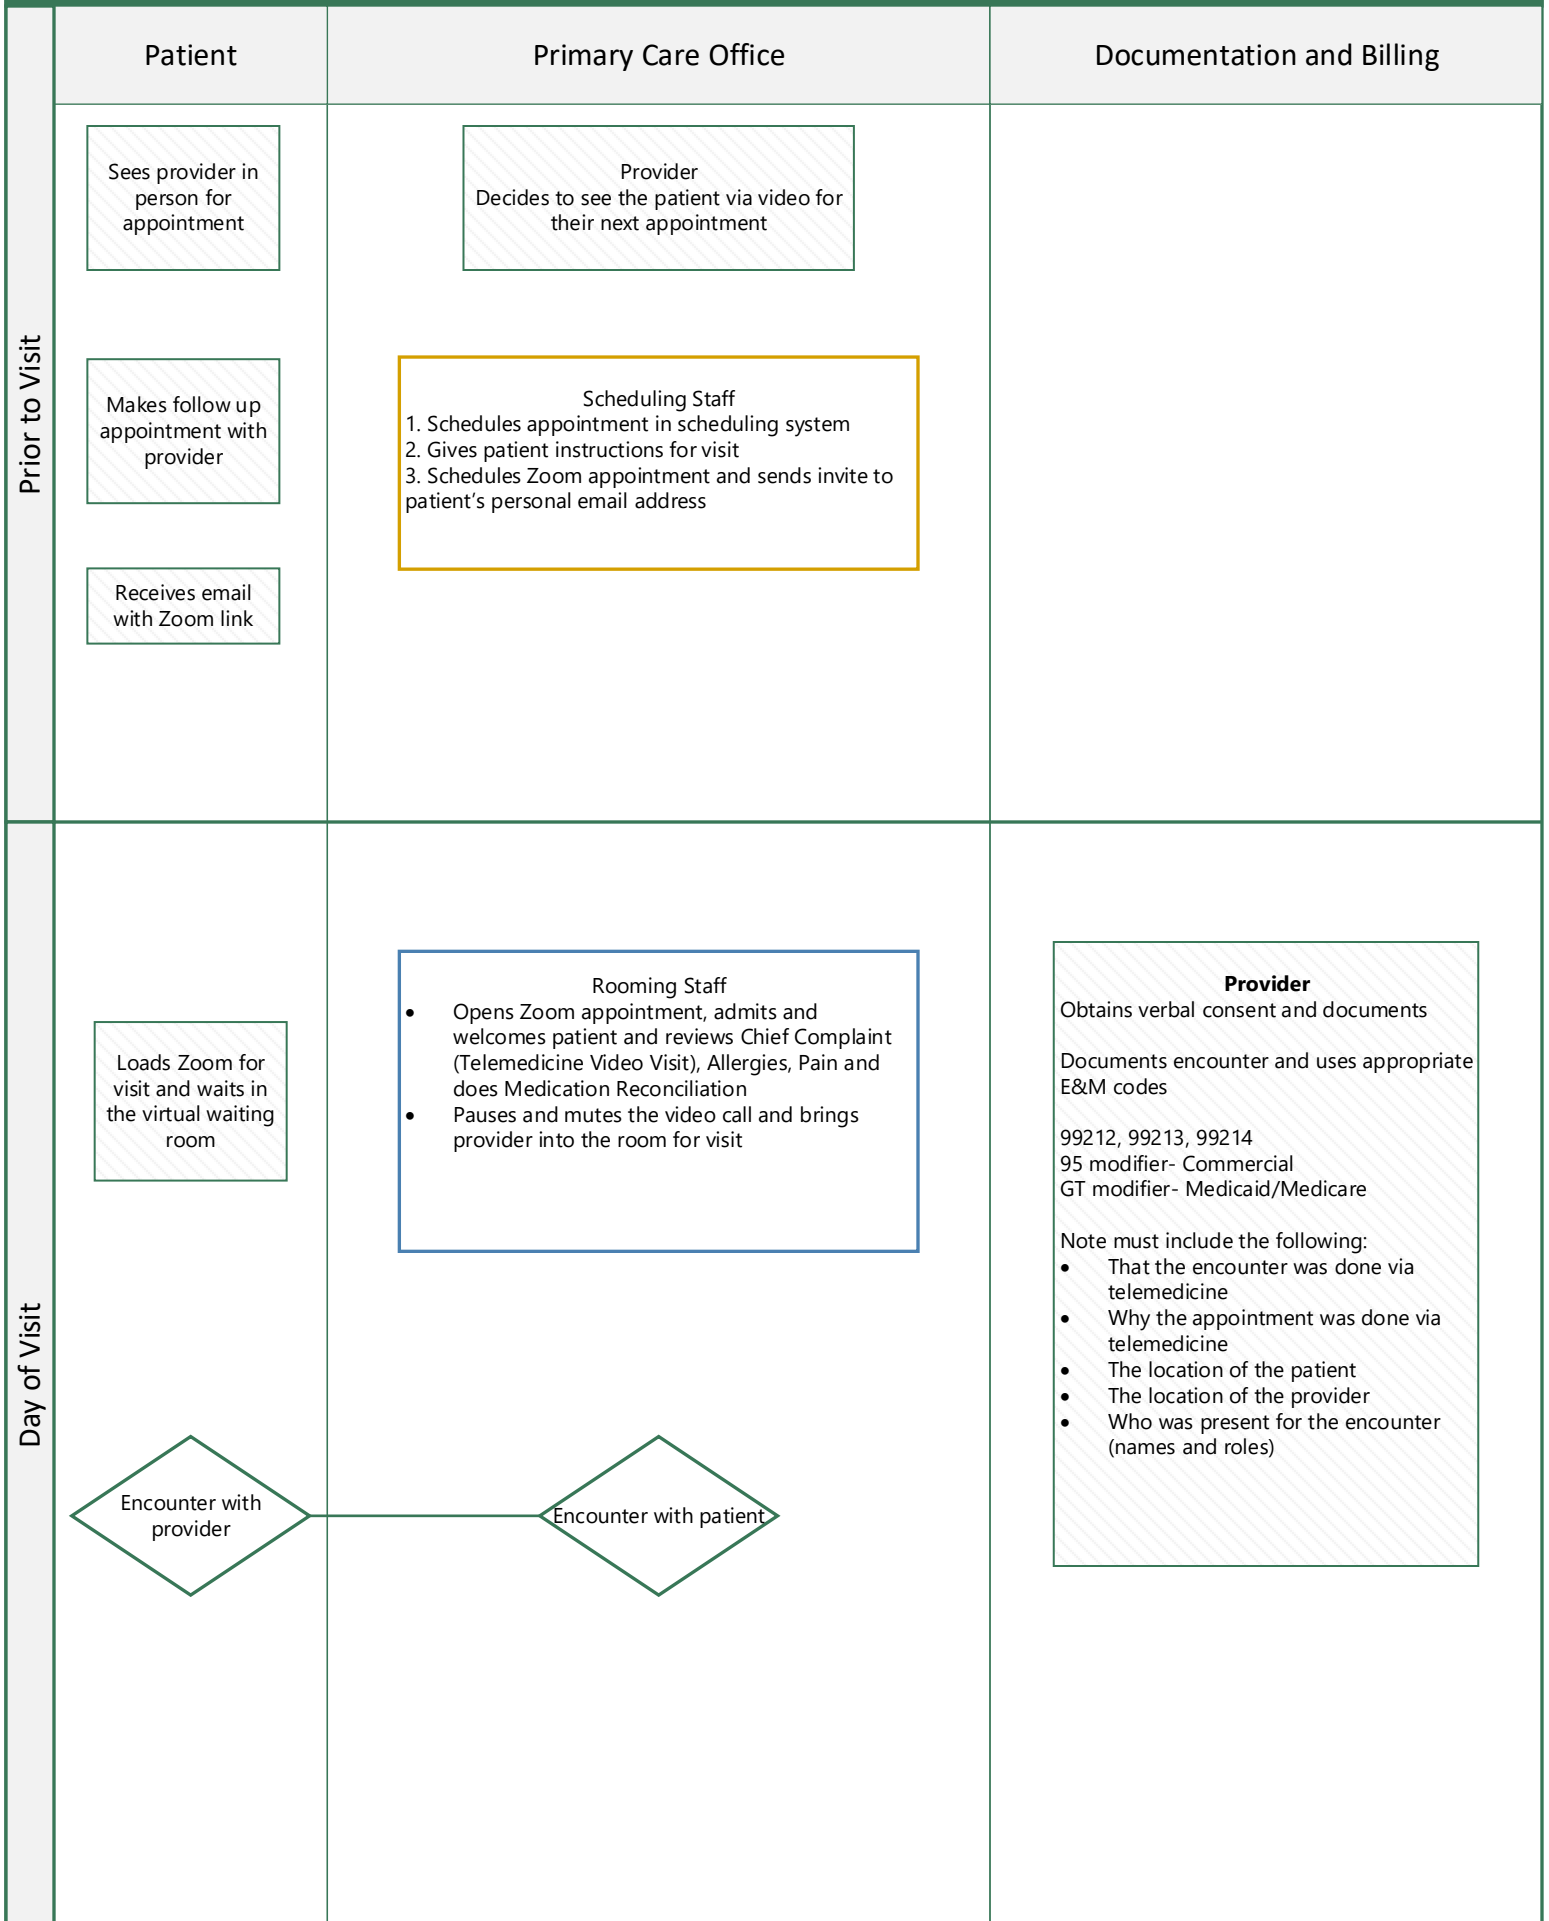 Patient
Primary Care Office
Documentation and Billing
Prior to Visit
Sees provider in
person for
appointment
Provider
Decides to see the patient via video for
their next appointment
Makes follow up
appointment with
provider
Scheduling Staff
1. Schedules appointment in scheduling system
2. Gives patient instructions for visit
3. Schedules Zoom appointment and sends invite to
patient’s personal email address
Receives email
with Zoom link
Day of Visit
Loads Zoom for
visit and waits in
the virtual waiting
room
Rooming Staff
• Opens Zoom appointment, admits and
welcomes patient and reviews Chief Complaint
(Telemedicine Video Visit), Allergies, Pain and
does Medication Reconciliation
• Pauses and mutes the video call and brings
provider into the room for visit
Provider
Obtains verbal consent and documents
Documents encounter and uses appropriate
E&M codes
99212, 99213, 99214
95 modifier- Commercial
GT modifier- Medicaid/Medicare
Note must include the following:
• That the encounter was done via
telemedicine
• Why the appointment was done via
telemedicine
• The location of the patient
• The location of the provider
• Who was present for the encounter
(names and roles)
Encounter with
provider
Encounter with patient